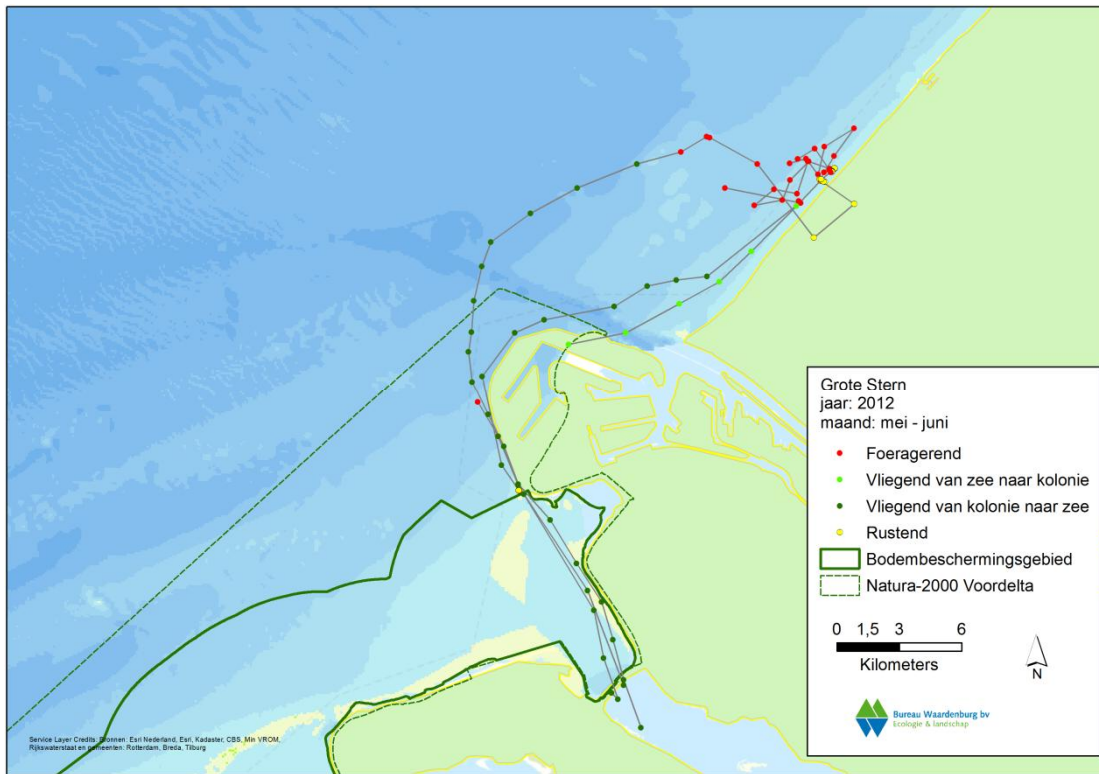 Grote Stern
jaar: 2012
maand: mei - juni
Foeragerend
Vliegend van zee naar kolonie
Vliegend van kolonie naar zee
Rustend
Bodembeschermingsgebied
Natura-2000 Voordelta
0 1,5 3 6
Kilometers
N
Bureau Waardenburg bv
Ecologie & landschap
Service Layer Credits: Bronnen: Esri Nederland, Esri, Kadaster, CBS, Min VROM,
Rijkswaterstaat en gemeenten: Rotterdam, Breda, Tilburg